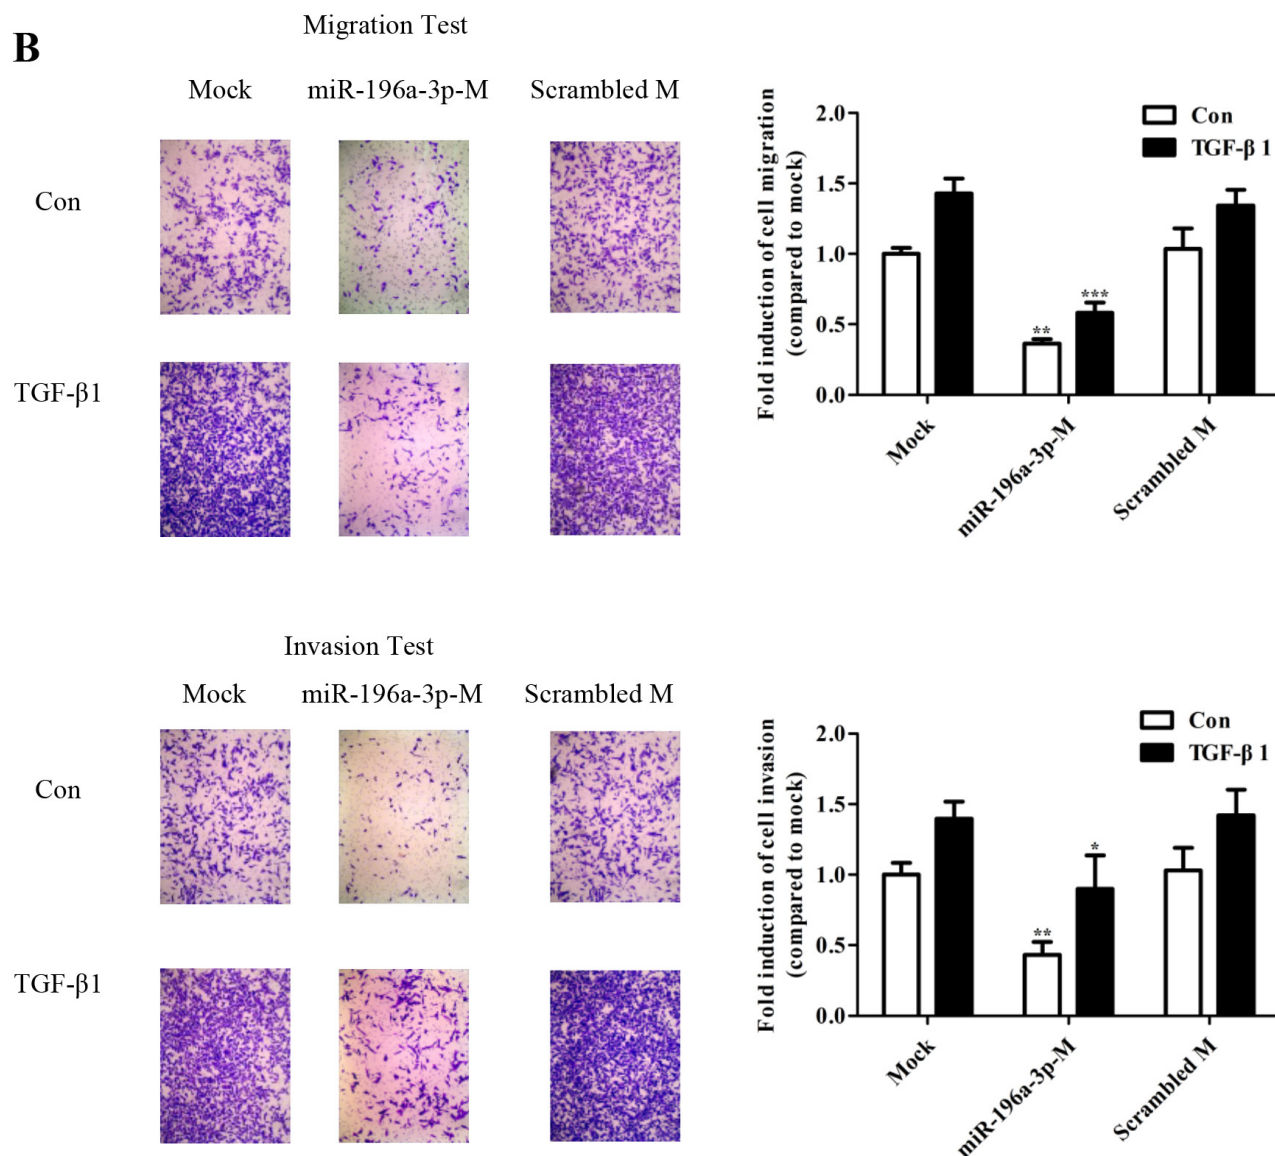 B
Migration Test
Mock miR-196a-3p-M Scrambled M
Con
TGF-β1
Fold induction of cell migration
(compared to mock)
2.0
1.5
1.0
0.5
0.0
Con
TGF-β 1
**
***
Mock
miR-196a-3p-M
Scrambled M
Invasion Test
Mock miR-196a-3p-M Scrambled M
Con
TGF-β1
Fold induction of cell invasion
(compared to mock)
2.0
1.5
1.0
0.5
0.0
Con
TGF-β 1
**
*
Mock
miR-196a-3p-M
Scrambled M